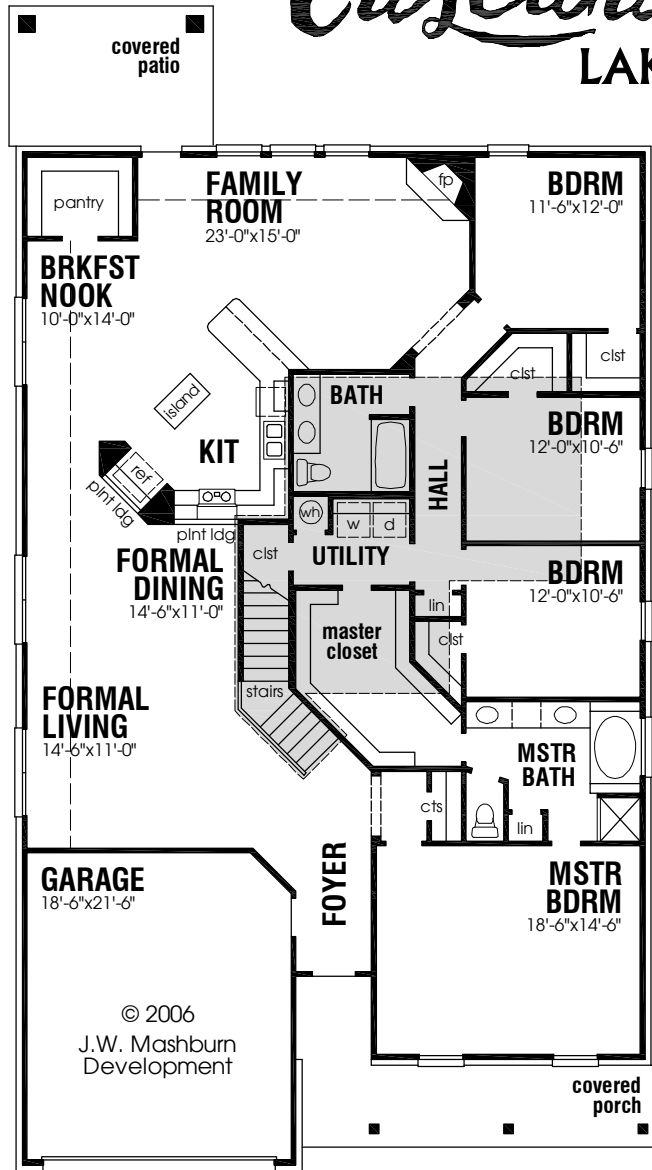 covered
patio
LAK
pantry
FAMILY
ROOM
23'-0"x15'-0"
fp
BDRM
11'-6"x12'-0"
BRKFST
NOOK
10'-0"x14'-0"
clst
clst
island
BATH
BDRM
12'-0"x10'-6"
KIT
ref
plnt ldg
plnt ldg
HALL
wh
w
d
clst
UTILITY
FORMAL
DINING
14'-6"x11'-0"
BDRM
12'-0"x10'-6"
lin
master
closet
clst
stairs
FORMAL
LIVING
14'-6"x11'-0"
MSTR
BATH
cts
lin
FOYER
GARAGE
18'-6"x21'-6"
MSTR
BDRM
18'-6"x14'-6"
© 2006
J.W. Mashburn
Development
covered
porch